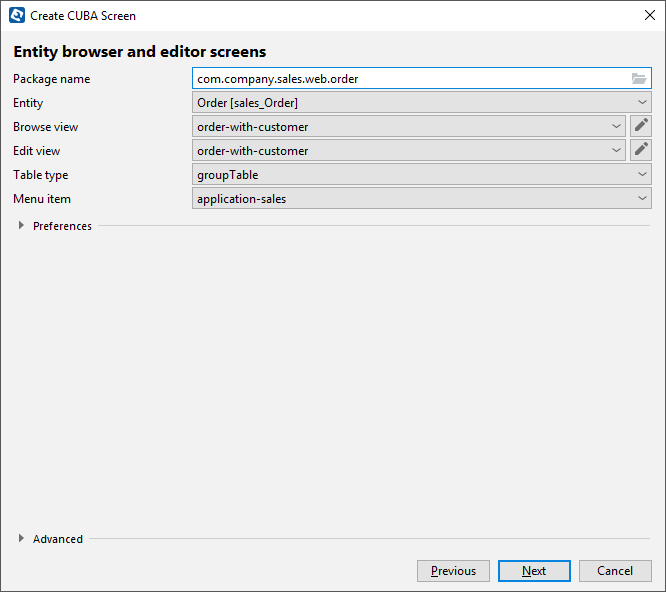 Create CUBA Screen
Entity browser and editor screens
Package name com.company.sales.web.order
Entity Order [sales_Order]
Browse view order-with-customer
Edit view order-with-customer
Table type groupTable
Menu item application-sales
Preferences
Advanced
Previous Next Cancel